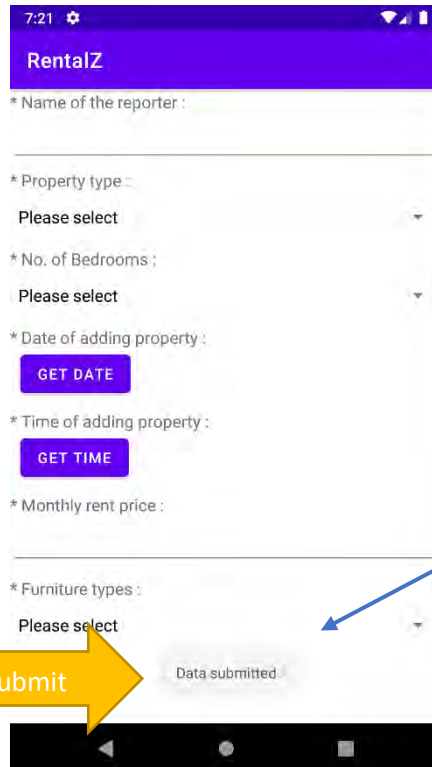 7:21
RentalZ
* Name of the reporter :
* Property type :
Please select
* No. of Bedrooms :
Please select
* Date of adding property :
GET DATE
* Time of adding property :
GET TIME
* Monthly rent price :
* Furniture types :
Please select
ubmit
Data submitted